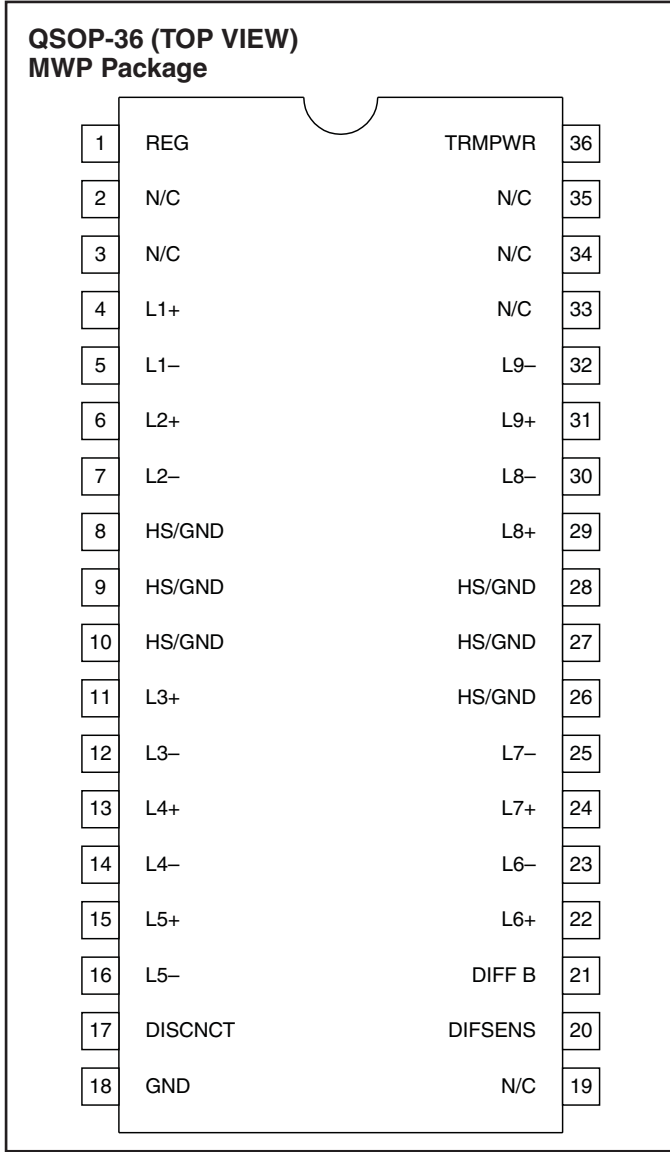 QSOP-36 (TOP VIEW)
MWP Package
1 REG TRMPWR 36
2 N/C N/C 35
3 N/C N/C 34
4 L1+ N/C 33
5 L1– L9– 32
6 L2+ L9+ 31
7 L2– L8– 30
8 HS/GND L8+ 29
9 HS/GND HS/GND 28
10 HS/GND HS/GND 27
11 L3+ HS/GND 26
12 L3– L7– 25
13 L4+ L7+ 24
14 L4– L6– 23
15 L5+ L6+ 22
16 L5– DIFF B 21
17 DISCNCT DIFSENS 20
18 GND N/C 19